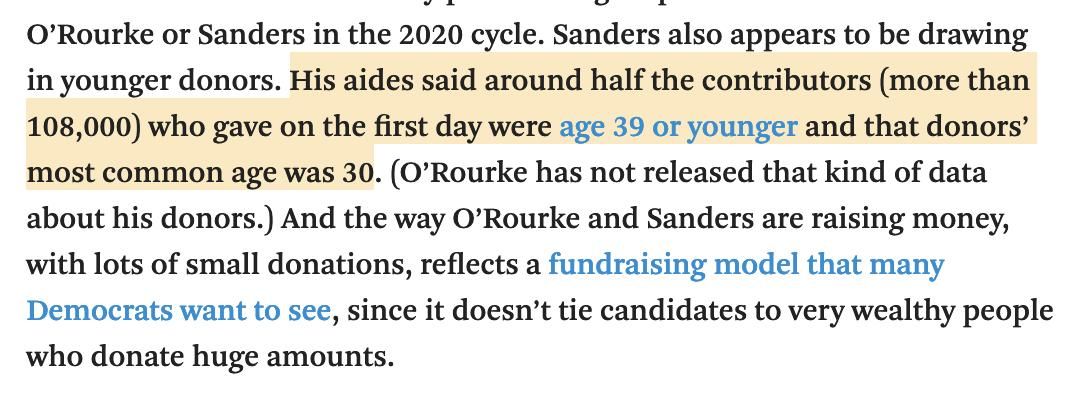 O’Rourke or Sanders in the 2020 cycle. Sanders also appears to be drawing
in younger donors. His aides said around half the contributors (more than
108,000) who gave on the first day were age 39 or younger and that donors’
most common age was 30. (O’Rourke has not released that kind of data
about his donors.) And the way O’Rourke and Sanders are raising money,
with lots of small donations, reflects a fundraising model that many
Democrats want to see, since it doesn’t tie candidates to very wealthy people
who donate huge amounts.